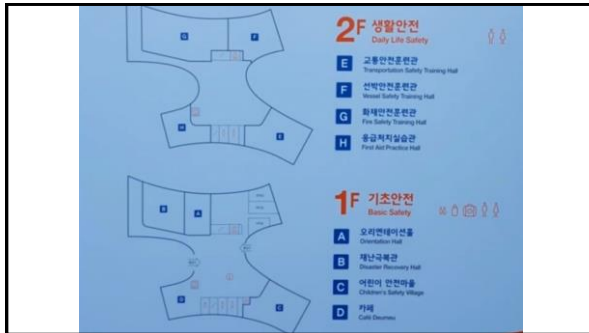 2F 생활안전
Daily Life Safety
E 교통안전훈련관
Transportation Safety Training Hall
F 선박안전훈련관
Vessel Safety Training Hall
G 화재안전훈련관
Fire Safety Training Hall
H 응급처치실습관
First Aid Practice Hall
G
F
H
E
1F 기초안전
Basic Safety
A 오리엔테이션홀
Orientation Hall
B 재난극복관
Disaster Recovery Hall
C 어린이 안전마을
Children's Safety Village
D 카페
Café Deumeu
B
A
D
C